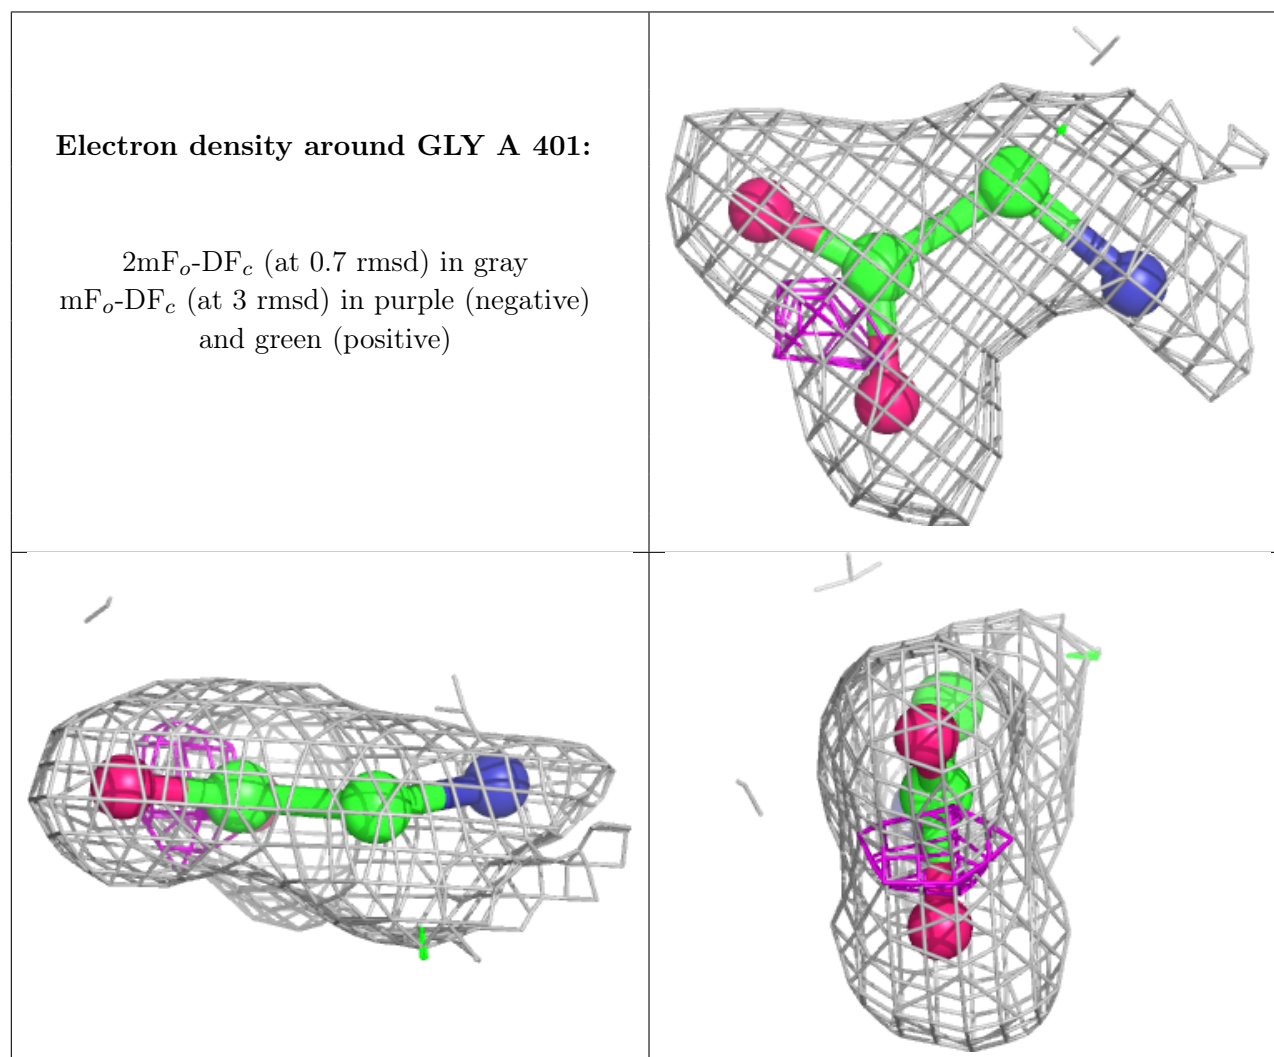 Electron density around GLY A 401:
2mFo-DFc (at 0.7 rmsd) in gray
mFo-DFc (at 3 rmsd) in purple (negative)
and green (positive)